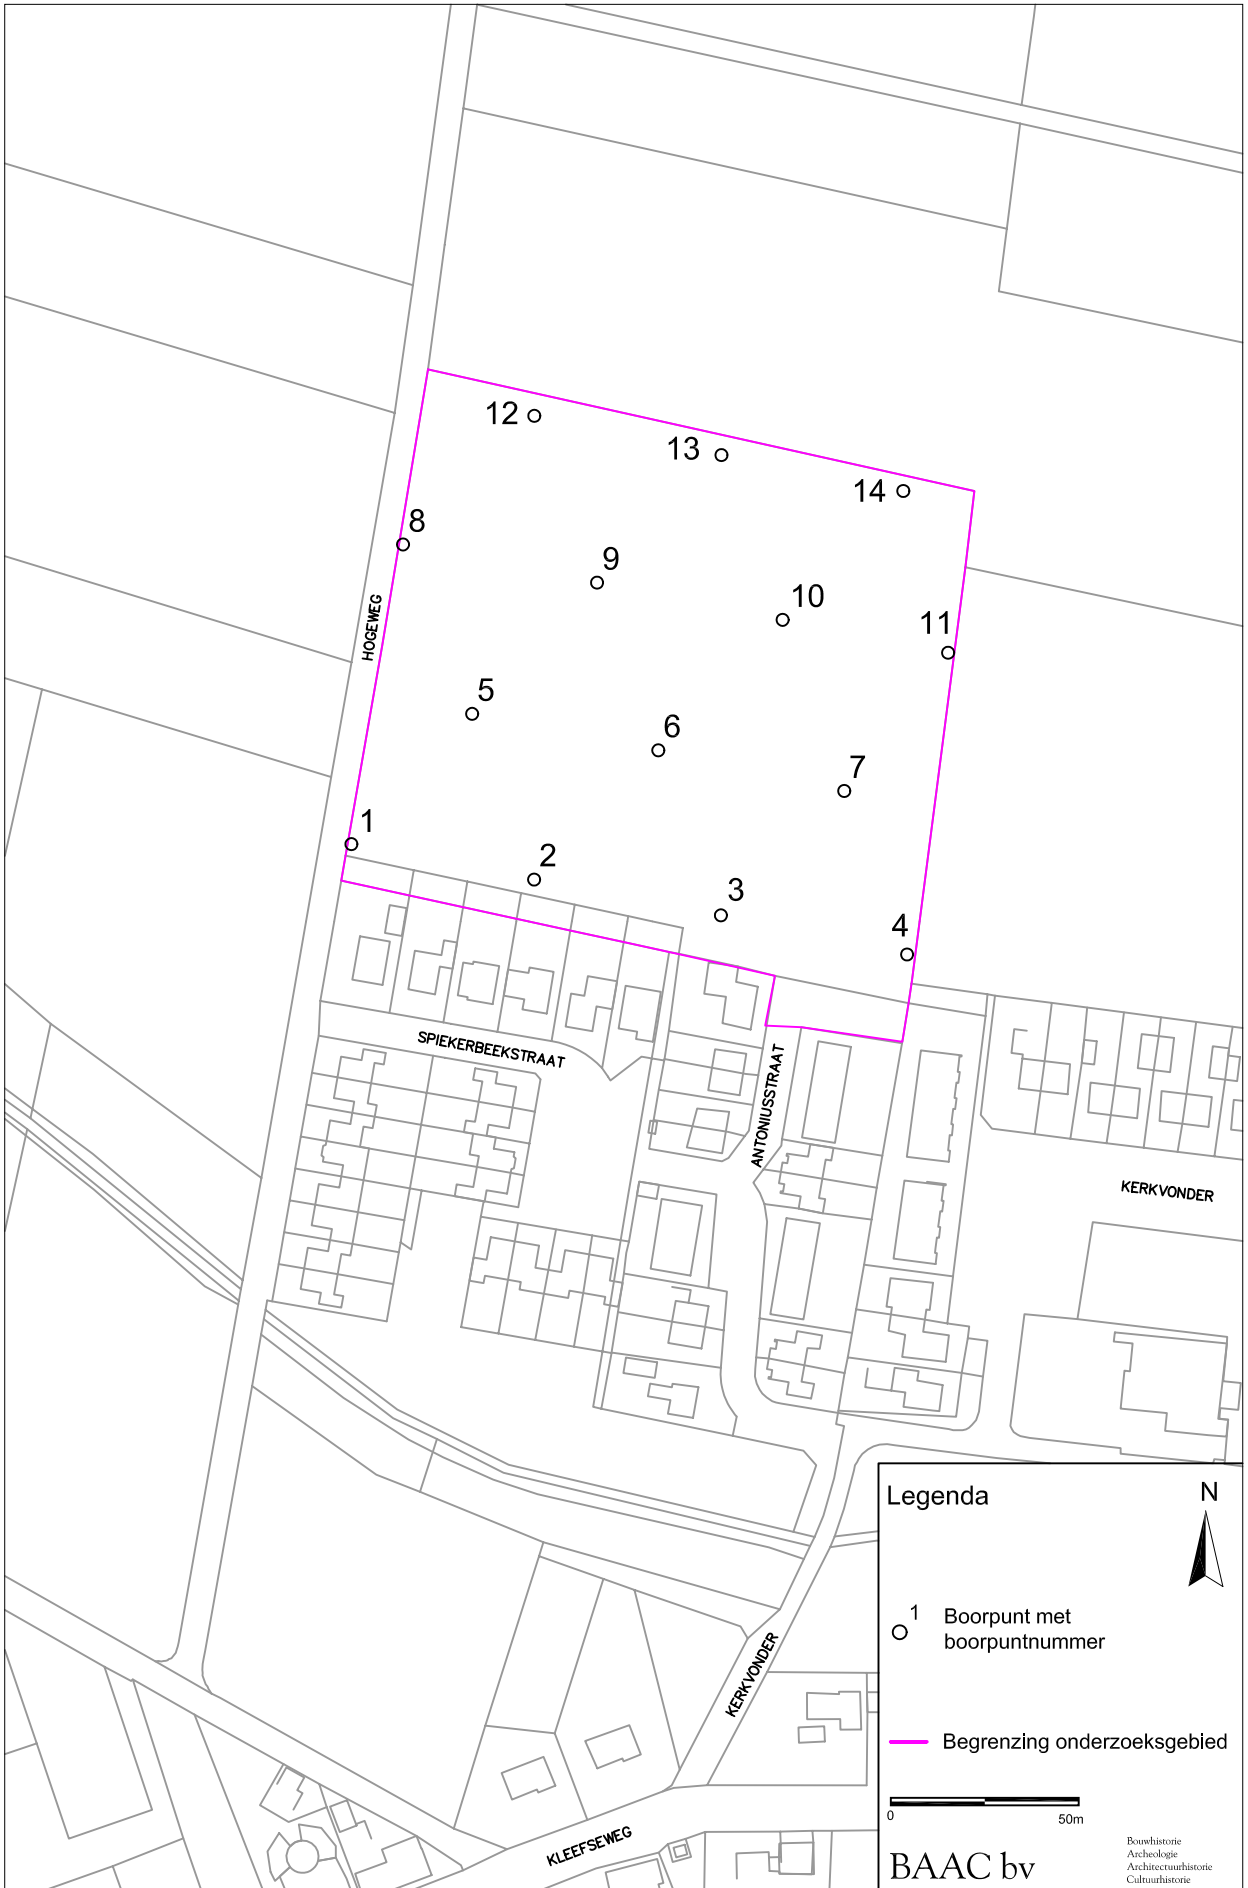 12
13
14
8
9
10
HOGEWEG
11
5
6
7
1
2
3
4
SPIEKERBEEKSTRAAT
ANTONIUSSTRAAT
KERKVONDER
Legenda
N
1
Boorpunt met
boorpuntnummer
KERKVONDER
Begrenzing onderzoeksgebied
0
50m
KLEEFSEWEG
BAAC bv
Bouwhistorie
Archeologie
Architectuurhistorie
Cultuurhistorie